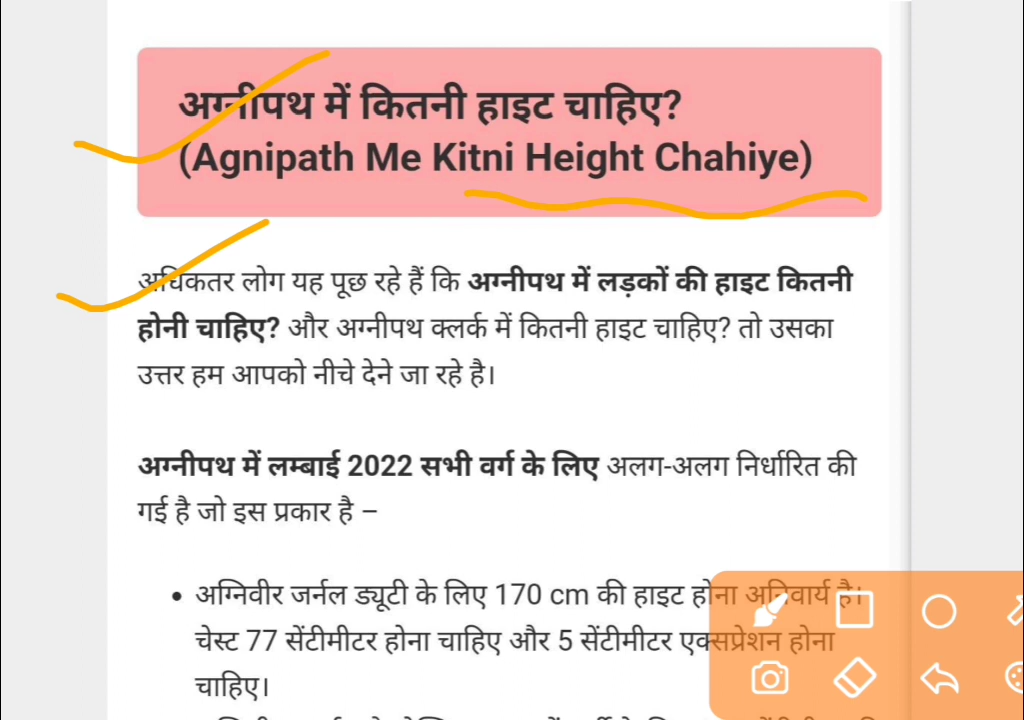 अग्नीपथ में कितनी हाइट चाहिए?
(Agnipath Me Kitni Height Chahiye)
अधिकतर लोग यह पूछ रहे हैं कि अग्नीपथ में लड़कों की हाइट कितनी
होनी चाहिए? और अग्नीपथ क्लर्क में कितनी हाइट चाहिए? तो उसका
उत्तर हम आपको नीचे देने जा रहे है।
अग्नीपथ में लम्बाई 2022 सभी वर्ग के लिए अलग-अलग निर्धारित की
गई है जो इस प्रकार है –
• अग्निवीर जर्नल ड्यूटी के लिए 170 cm की हाइट होना अनिवार्य है।
चेस्ट 77 सेंटीमीटर होना चाहिए और 5 सेंटीमीटर एक्सप्रेशन होना
चाहिए।